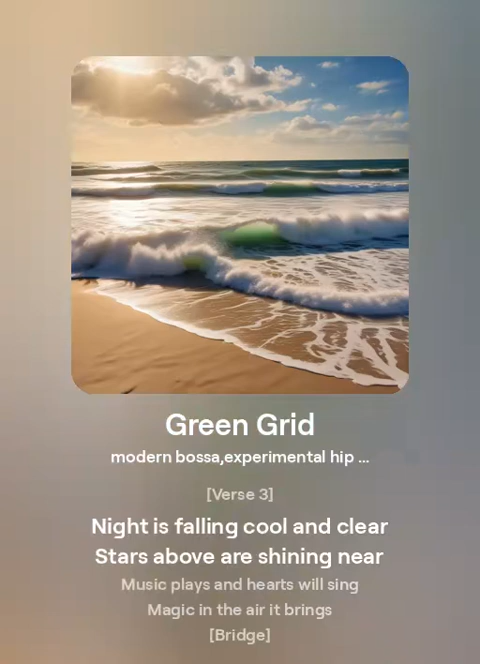 Green Grid
modern bossa,experimental hip ...
[Verse 3]
Night is falling cool and clear
Stars above are shining near
Music plays and hearts will sing
Magic in the air it brings
[Bridge]